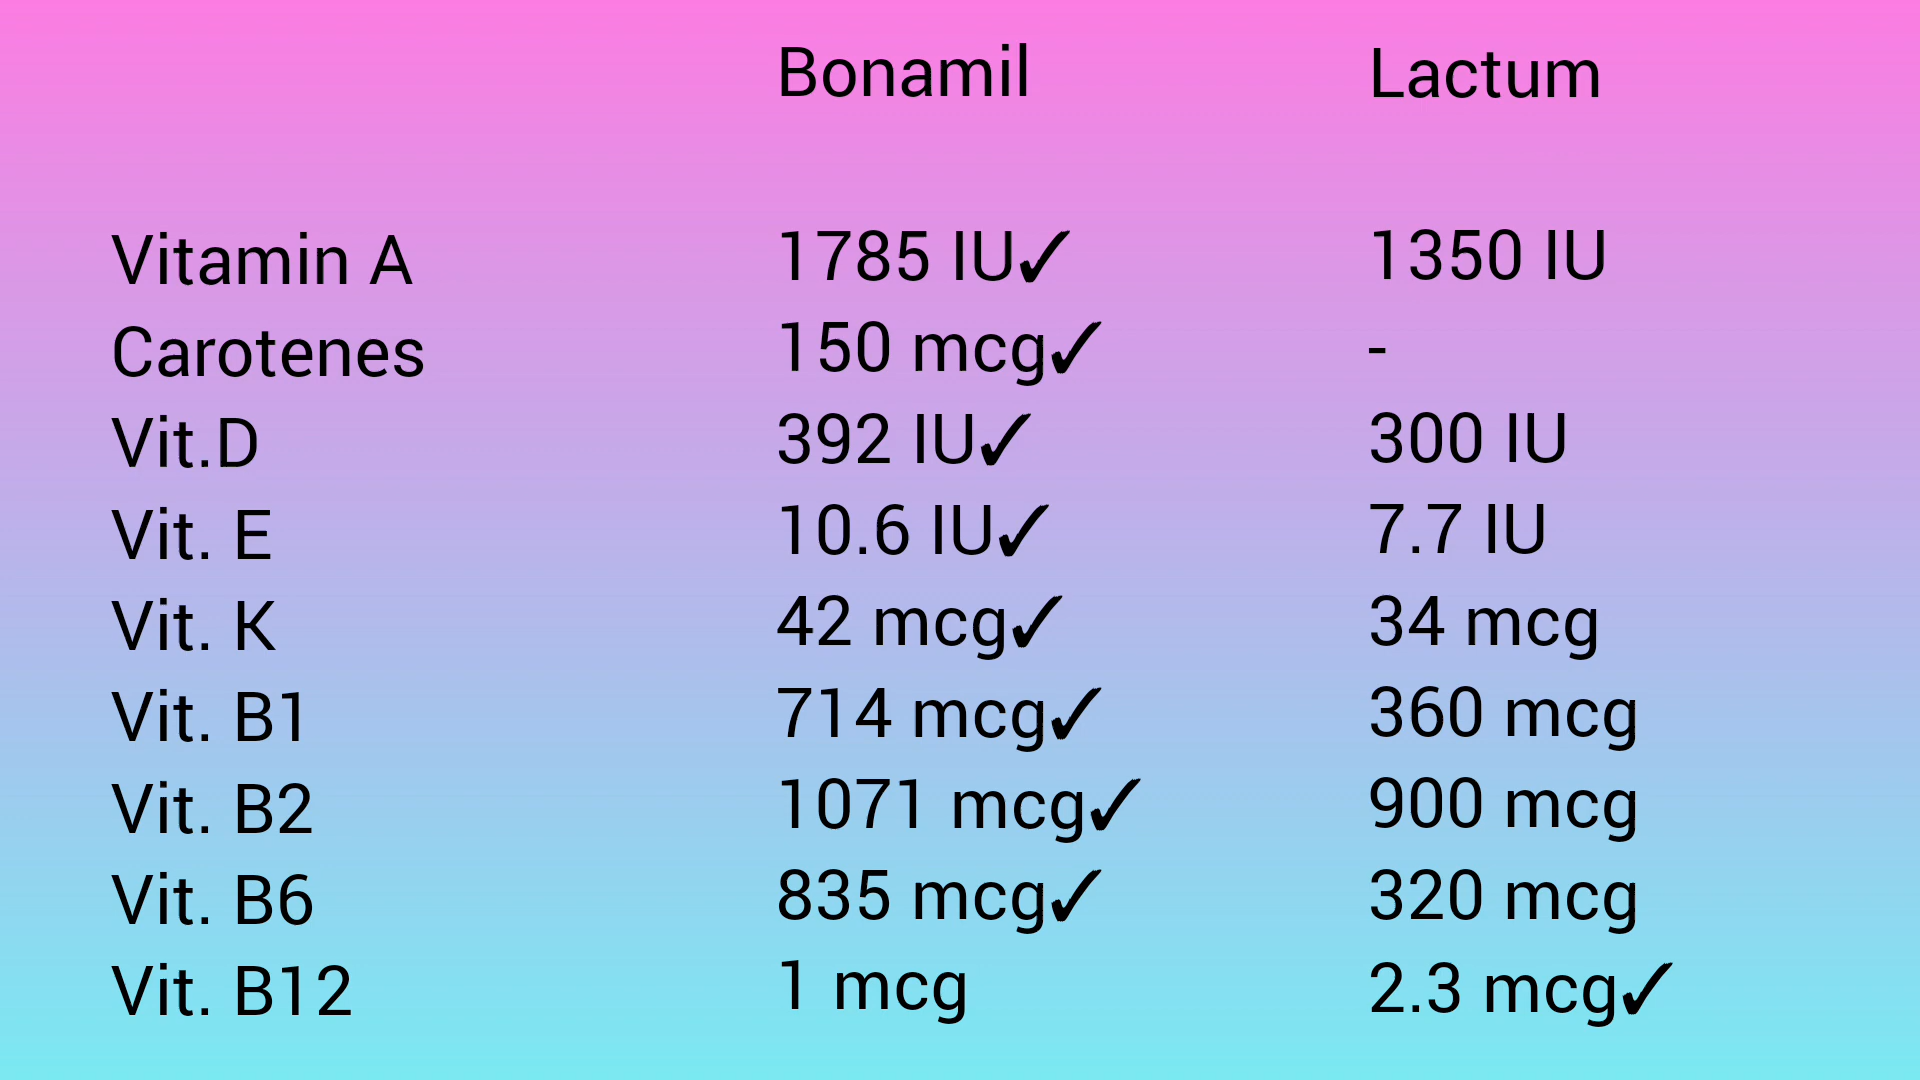 Bonamil Lactum
Vitamin A 1785 IU✓ 1350 IU
Carotenes 150 mcg✓ -
Vit.D 392 IU✓ 300 IU
Vit. E 10.6 IU✓ 7.7 IU
Vit. K 42 mcg✓ 34 mcg
Vit. B1 714 mcg✓ 360 mcg
Vit. B2 1071 mcg✓ 900 mcg
Vit. B6 835 mcg✓ 320 mcg
Vit. B12 1 mcg 2.3 mcg✓